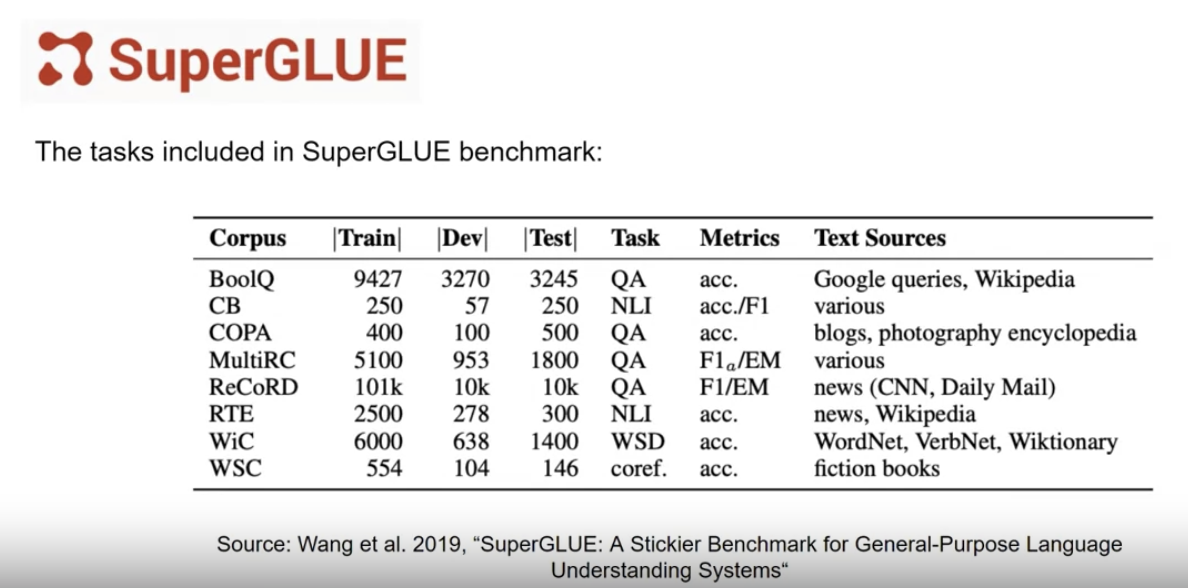 SuperGLUE
The tasks included in SuperGLUE benchmark:
Corpus |Train| |Dev| |Test| Task Metrics Text Sources
BoolQ 9427 3270 3245 QA acc. Google queries, Wikipedia
CB 250 57 250 NLI acc./F1 various
COPA 400 100 500 QA acc. blogs, photography encyclopedia
MultiRC 5100 953 1800 QA F1ₐ/EM various
ReCoRD 101k 10k 10k QA F1/EM news (CNN, Daily Mail)
RTE 2500 278 300 NLI acc. news, Wikipedia
WiC 6000 638 1400 WSD acc. WordNet, VerbNet, Wiktionary
WSC 554 104 146 coref. acc. fiction books
Source: Wang et al. 2019, “SuperGLUE: A Stickier Benchmark for General-Purpose Language
Understanding Systems“